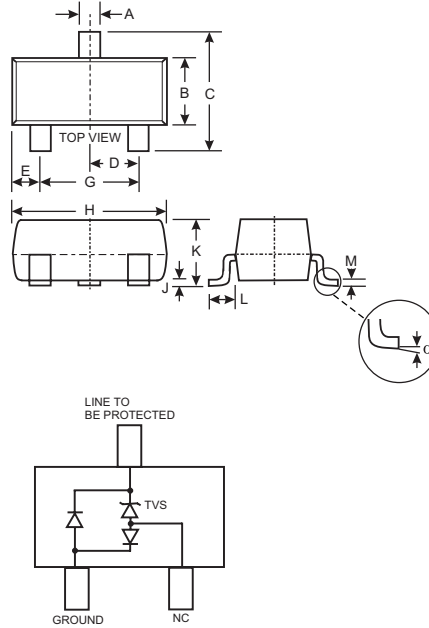 A
B
C
TOP VIEW
E
D
G
H
K
J
L
M
α
LINE TO
BE PROTECTED
TVS
GROUND
NC